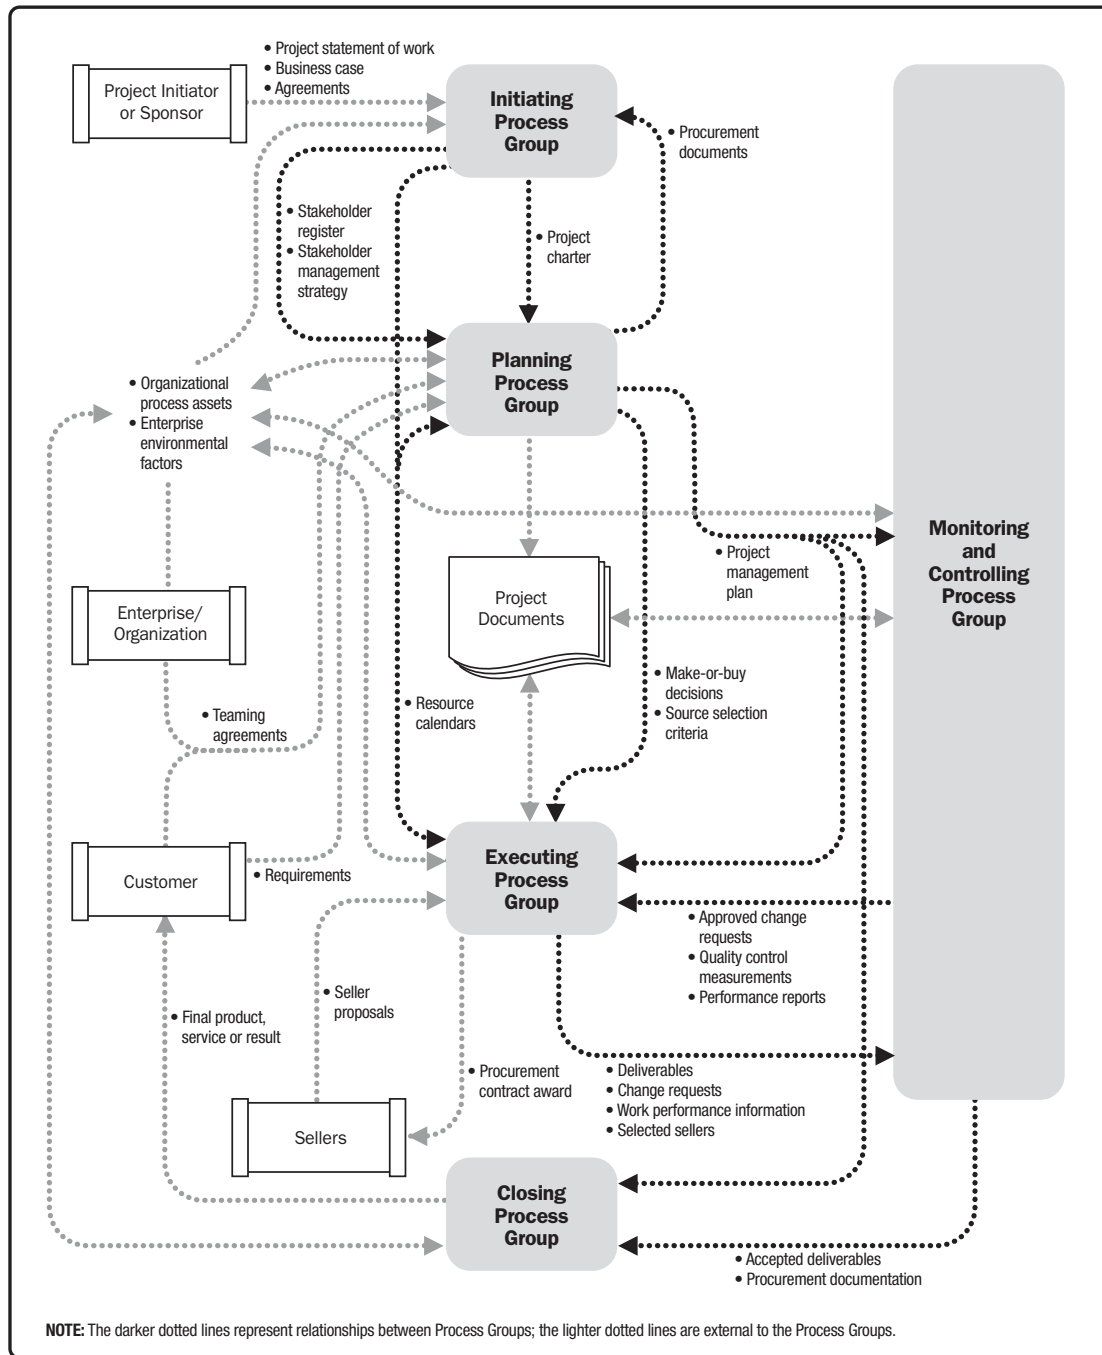 • Project statement of work
• Business case
• Agreements
Project Initiator
or Sponsor
Initiating
Process
Group
• Procurement
documents
• Stakeholder
register
• Stakeholder
management
strategy
• Project
charter
Planning
Process
Group
• Organizational
process assets
• Enterprise
environmental
factors
Monitoring
and
Controlling
Process
Group
• Project
management
plan
Enterprise/
Organization
Project
Documents
• Teaming
agreements
• Resource
calendars
• Make-or-buy
decisions
• Source selection
criteria
Customer
• Requirements
Executing
Process
Group
• Approved change
requests
• Quality control
measurements
• Performance reports
• Seller
proposals
• Final product,
service or result
• Procurement
contract award
• Deliverables
• Change requests
• Work performance information
• Selected sellers
Sellers
Closing
Process
Group
• Accepted deliverables
• Procurement documentation
NOTE: The darker dotted lines represent relationships between Process Groups; the lighter dotted lines are external to the Process Groups.